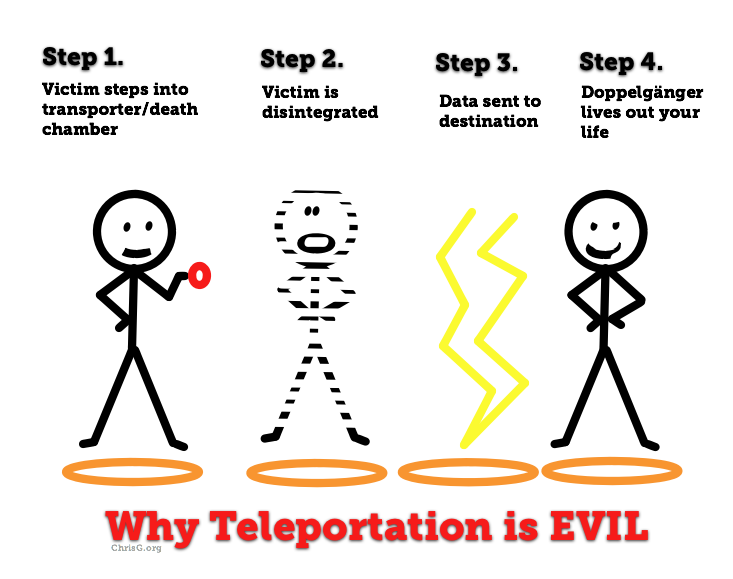 Step 1.
Victim steps into
transporter/death
chamber
Step 2.
Victim is
disintegrated
Step 3.
Data sent to
destination
Step 4.
Doppelgänger
lives out your
life
Why Teleportation is EVIL
ChrisG.org